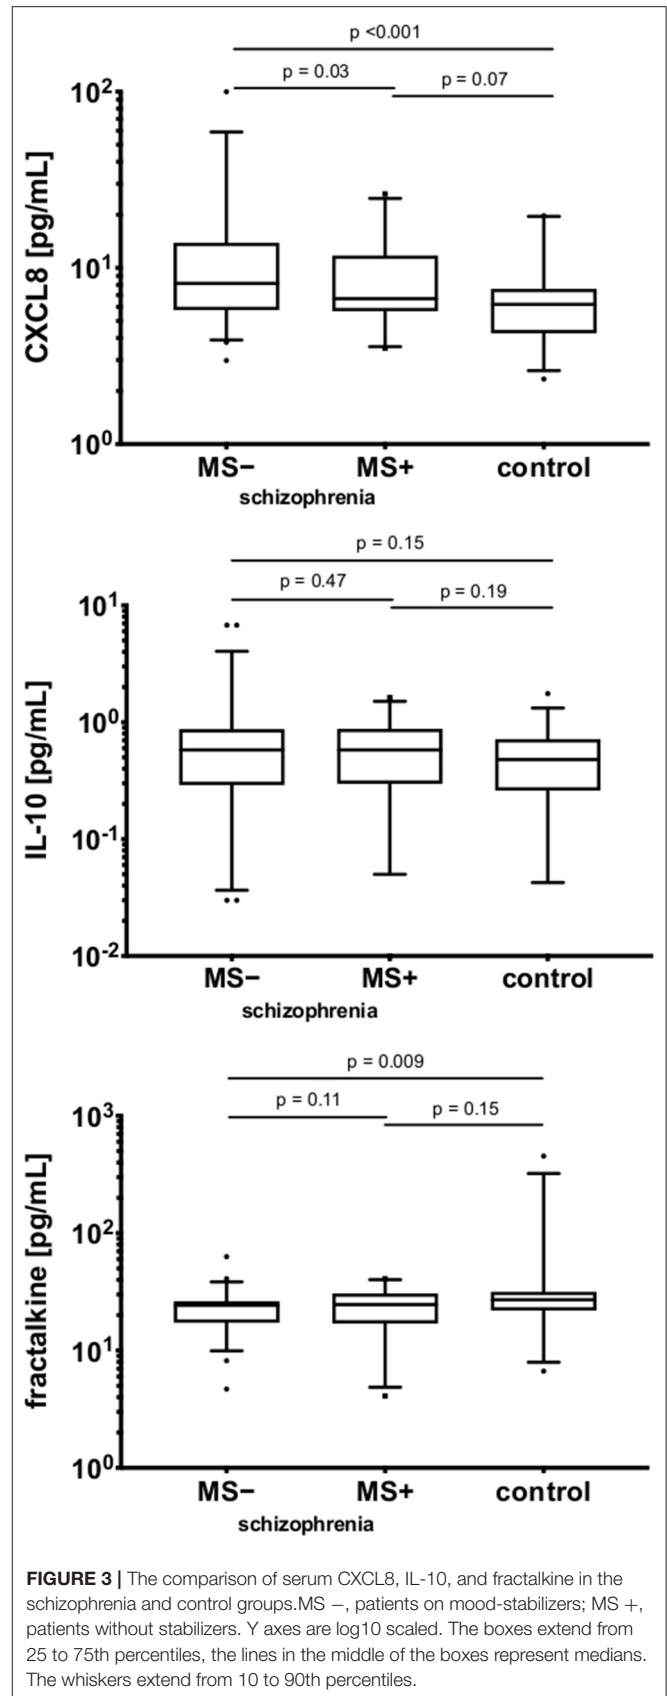 p <0.001
p = 0.03
p = 0.07
CXCL8 [pg/mL]
10²
10¹
10⁰
MS− MS+ control
schizophrenia
p = 0.15
p = 0.47
p = 0.19
IL-10 [pg/mL]
10¹
10⁰
10⁻¹
10⁻²
MS− MS+ control
schizophrenia
p = 0.009
p = 0.11
p = 0.15
fractalkine [pg/mL]
10³
10²
10¹
10⁰
MS− MS+ control
schizophrenia
FIGURE 3 | The comparison of serum CXCL8, IL-10, and fractalkine in the
schizophrenia and control groups.MS −, patients on mood-stabilizers; MS +,
patients without stabilizers. Y axes are log10 scaled. The boxes extend from
25 to 75th percentiles, the lines in the middle of the boxes represent medians.
The whiskers extend from 10 to 90th percentiles.